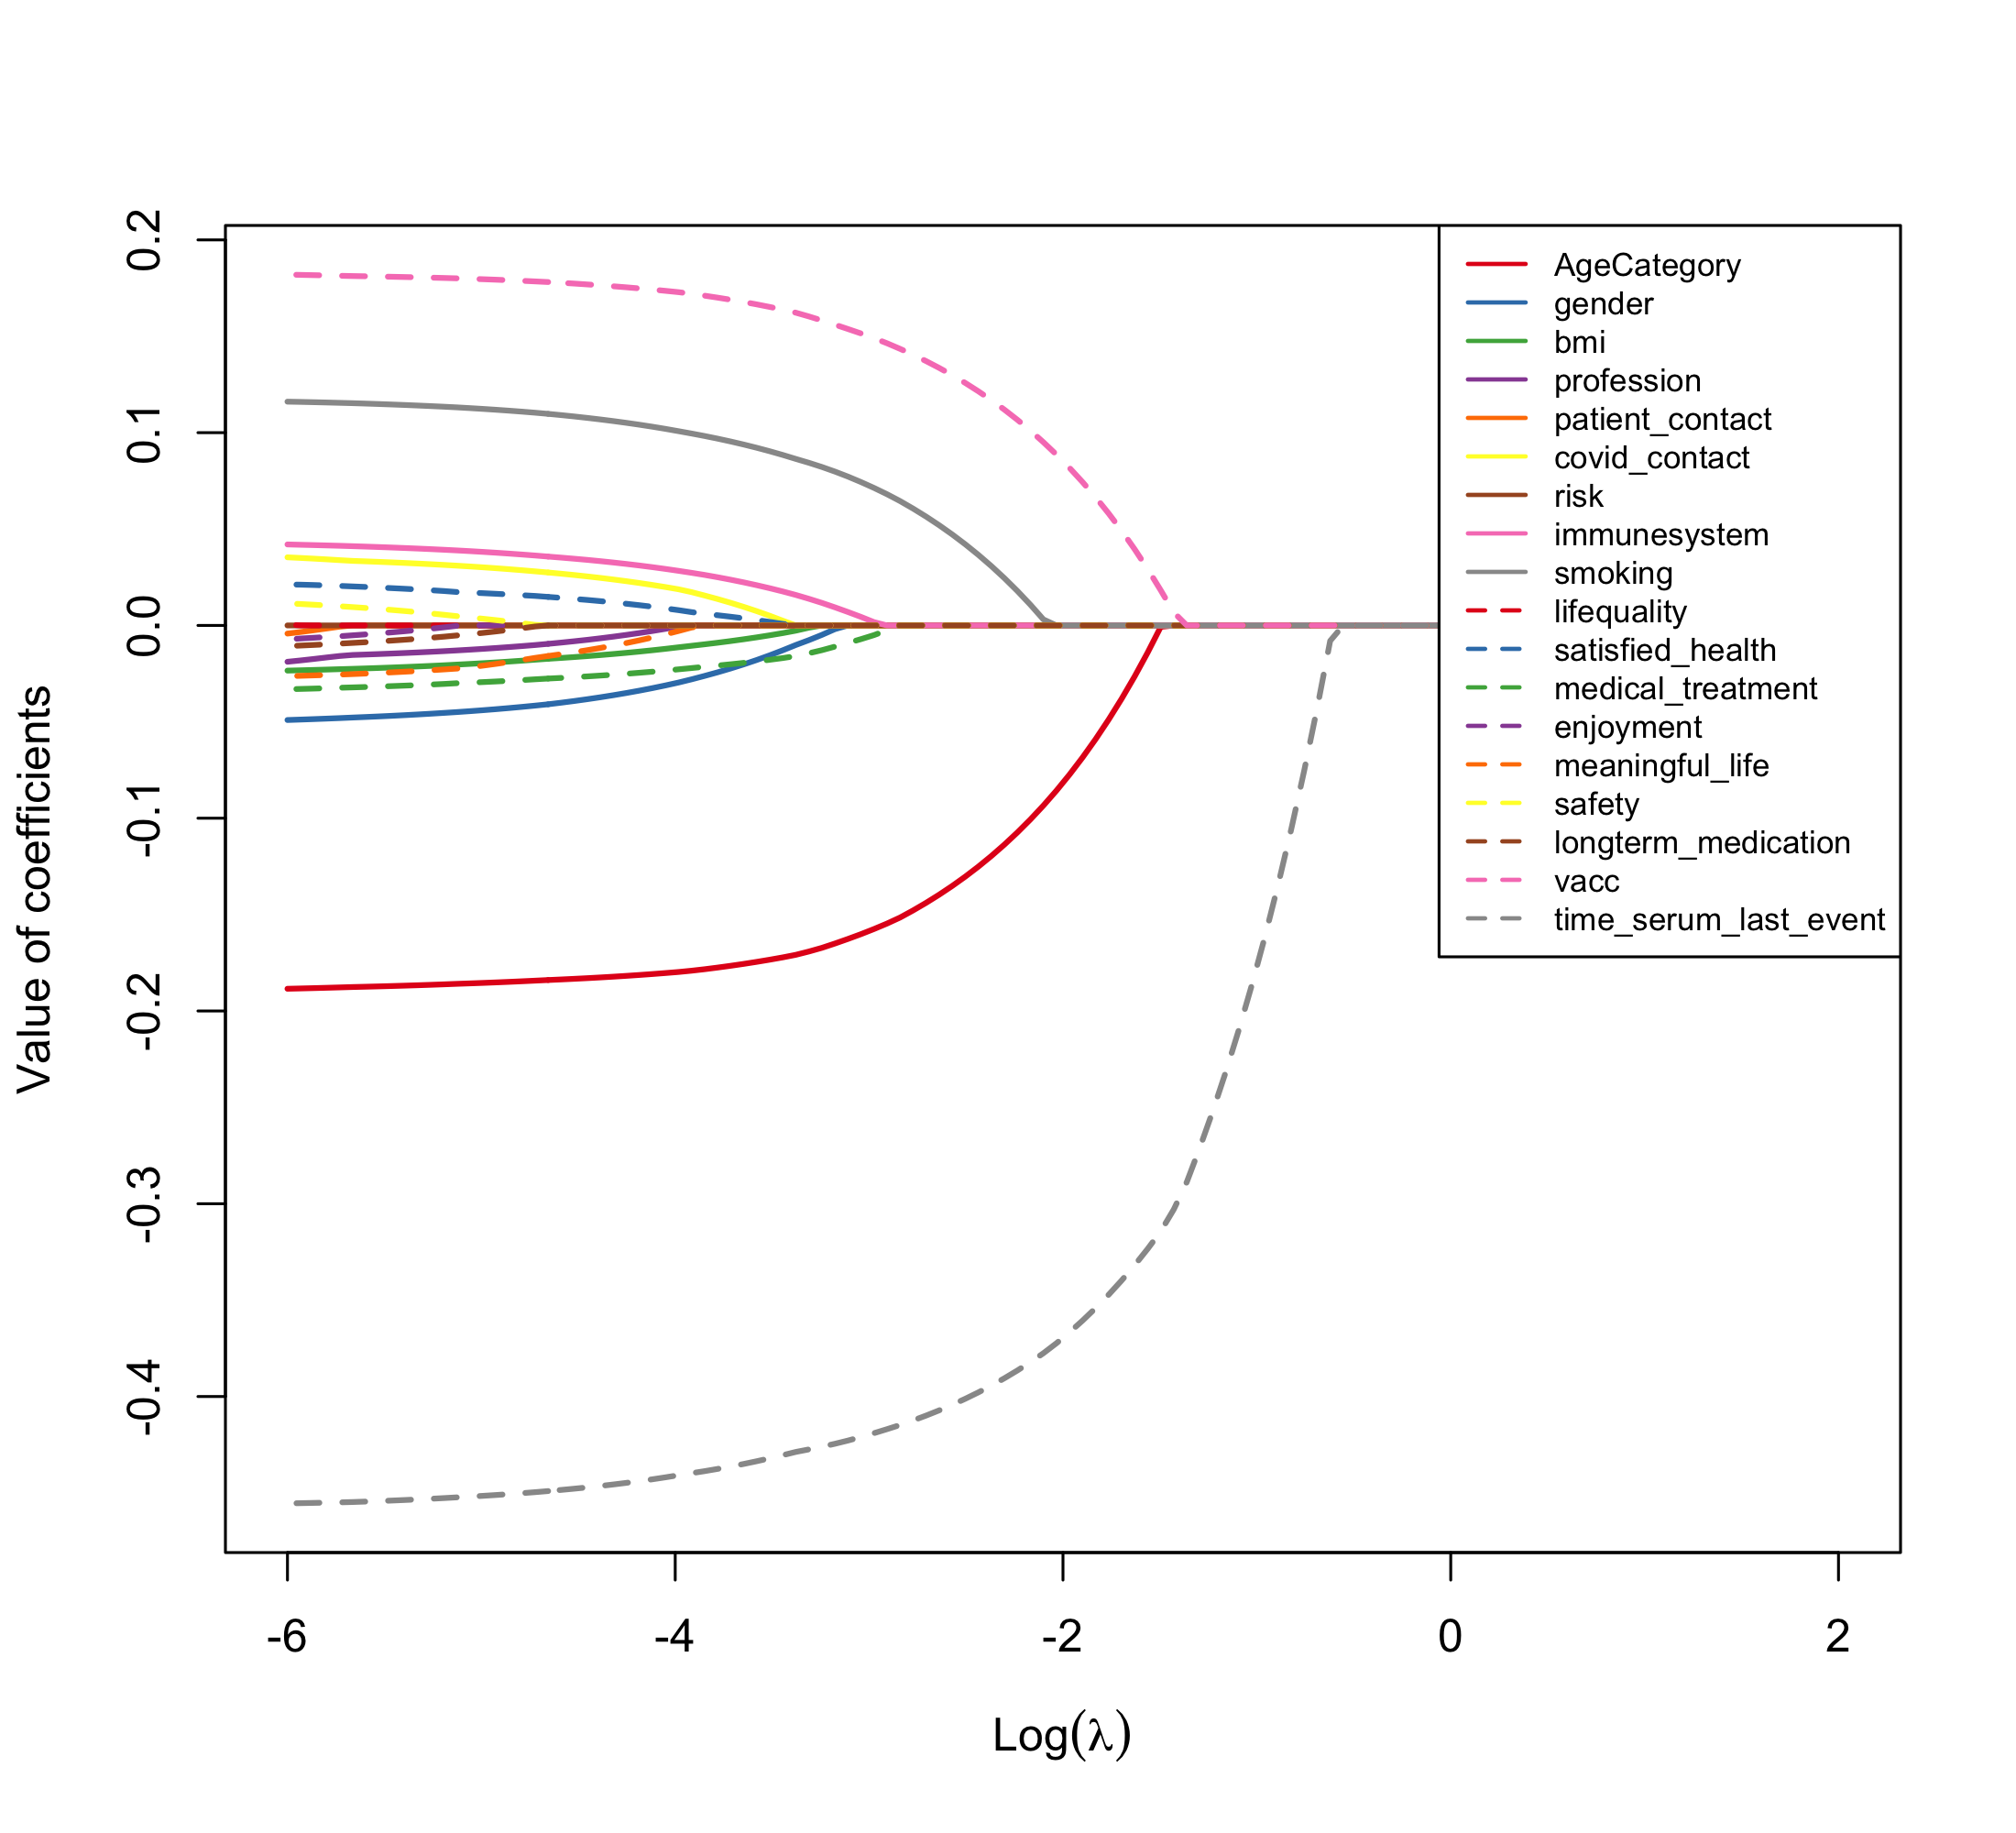 Value of coefficients
0.2
0.1
0.0
-0.1
-0.2
-0.3
-0.4
AgeCategory
gender
bmi
profession
patient_contact
covid_contact
risk
immunesystem
smoking
lifequality
satisfied_health
medical_treatment
enjoyment
meaningful_life
safety
longterm_medication
vacc
time_serum_last_event
-6 -4 -2 0 2
Log(λ)